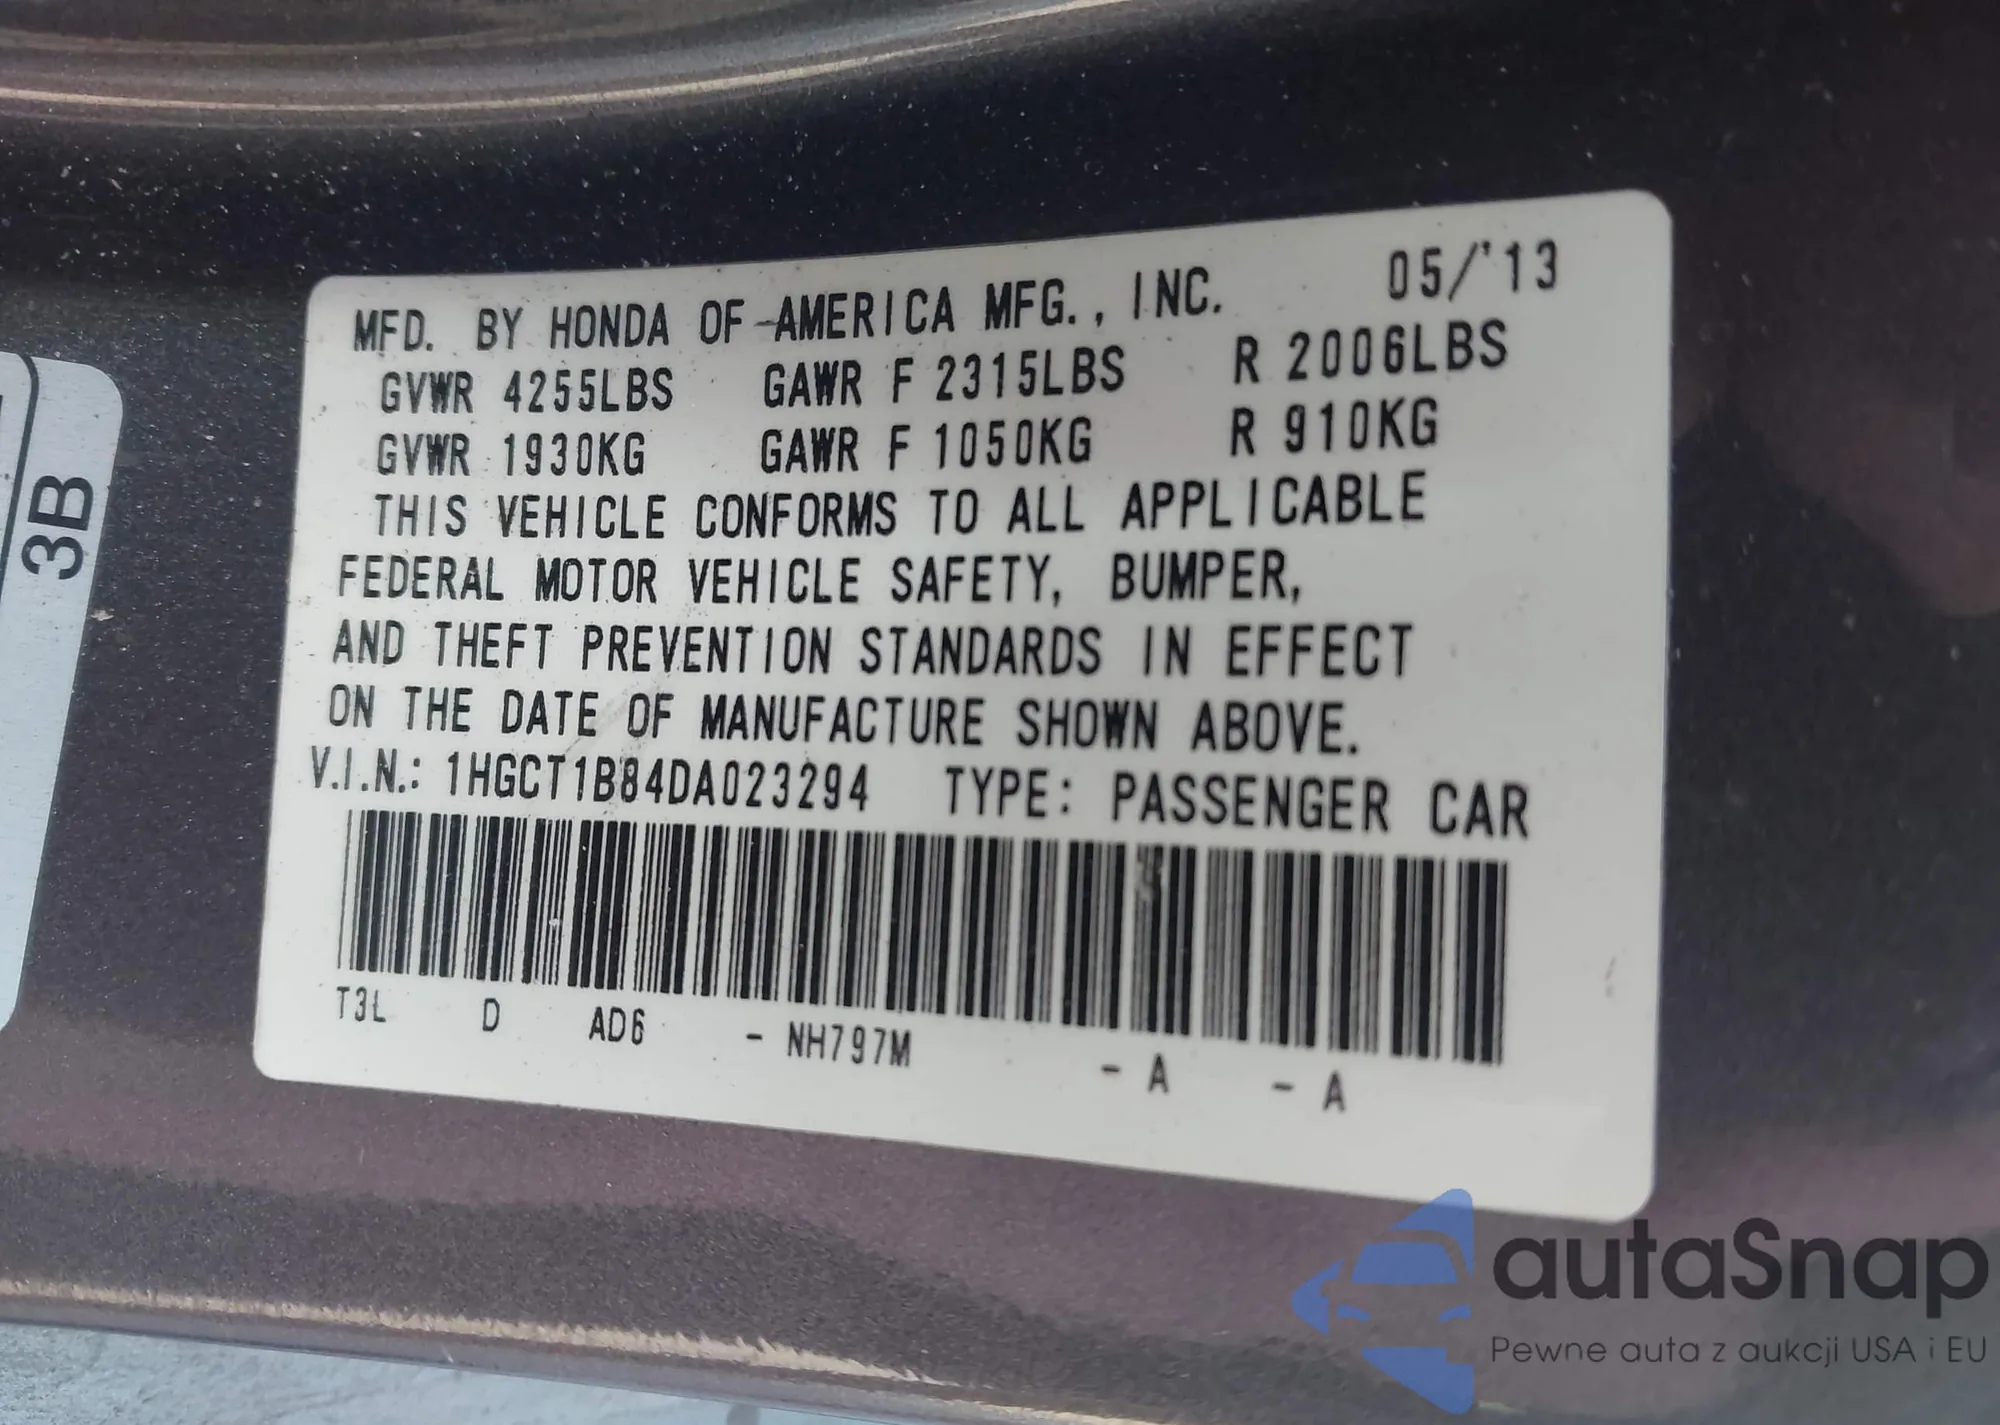 MFD. BY HONDA OF AMERICA MFG., INC. 05/'13
GVWR 4255LBS GAWR F 2315LBS R 2006LBS
GVWR 1930KG GAWR F 1050KG R 910KG
THIS VEHICLE CONFORMS TO ALL APPLICABLE
FEDERAL MOTOR VEHICLE SAFETY, BUMPER,
AND THEFT PREVENTION STANDARDS IN EFFECT
ON THE DATE OF MANUFACTURE SHOWN ABOVE.
V.I.N.: 1HGCT1B84DA023294 TYPE: PASSENGER CAR
T3L D AD6 - NH797M - A - A
3B
autaSnap
Pewne auta z aukcji USA i EU